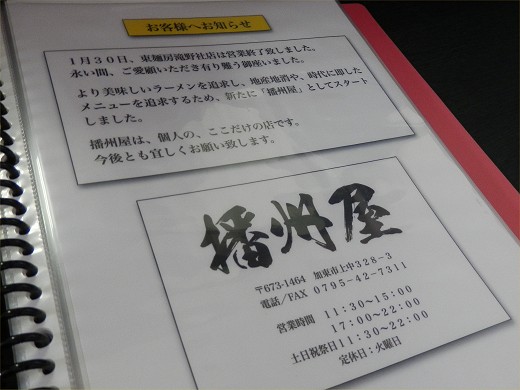 お客様へお知らせ
1月30日、東麺房滝野社店は営業終了致しました。
永い間、ご愛顧いただき有り難う御座いました。
より美味しいラーメンを追求し、地産地消や、時代に即した
メニューを追求するため、新たに「播州屋」としてスタート
しました。
播州屋は、個人の、ここだけの店です。
今後とも宜しくお願い致します。
播州屋
〒673-1464 加東市上中328-3
電話/FAX 0795-42-7311
営業時間 11:30~15:00
17:00~22:00
土日祝祭日11:30~22:00
定休日:火曜日